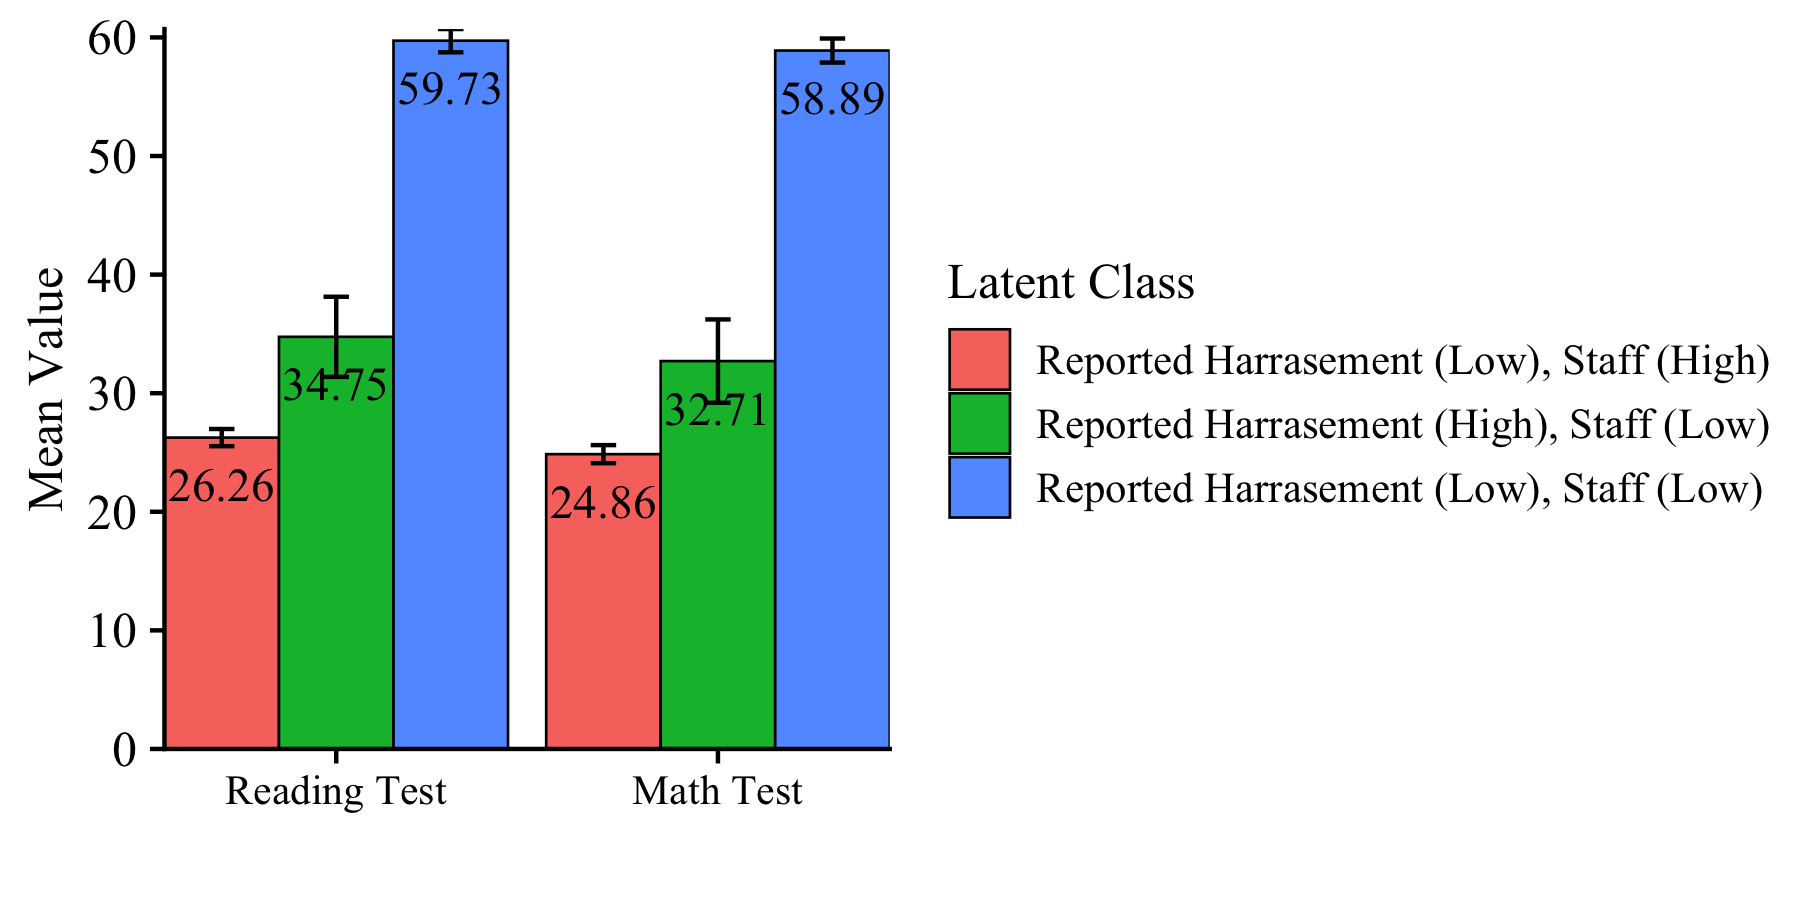 60
50
40
30
20
10
0
Mean Value
59.73
58.89
34.75
32.71
26.26
24.86
Reading Test
Math Test
Latent Class
Reported Harrasement (Low), Staff (High)
Reported Harrasement (High), Staff (Low)
Reported Harrasement (Low), Staff (Low)